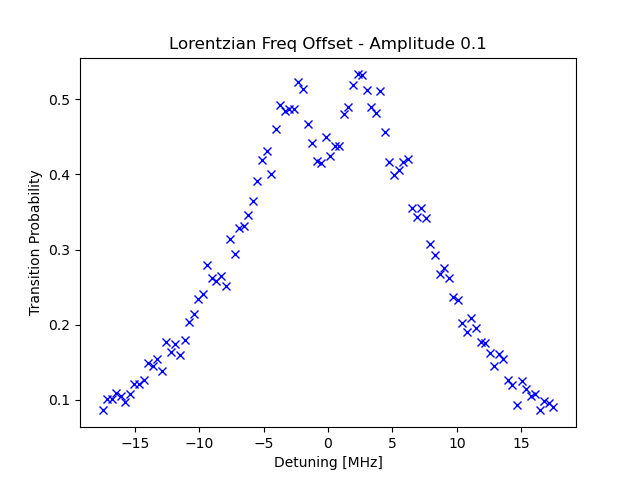 Lorentzian Freq Offset - Amplitude 0.1
Transition Probability
0.5
0.4
0.3
0.2
0.1
−15 −10 −5 0 5 10 15
Detuning [MHz]